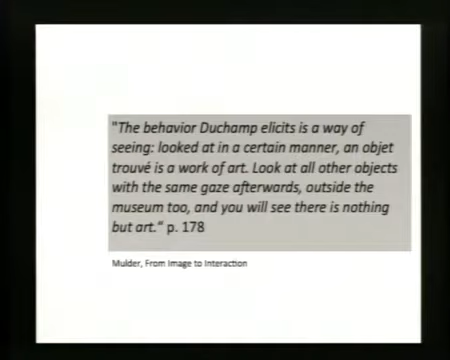 "The behavior Duchamp elicits is a way of
seeing: looked at in a certain manner, an objet
trouvé is a work of art. Look at all other objects
with the same gaze afterwards, outside the
museum too, and you will see there is nothing
but art." p. 178
Mulder, From Image to Interaction